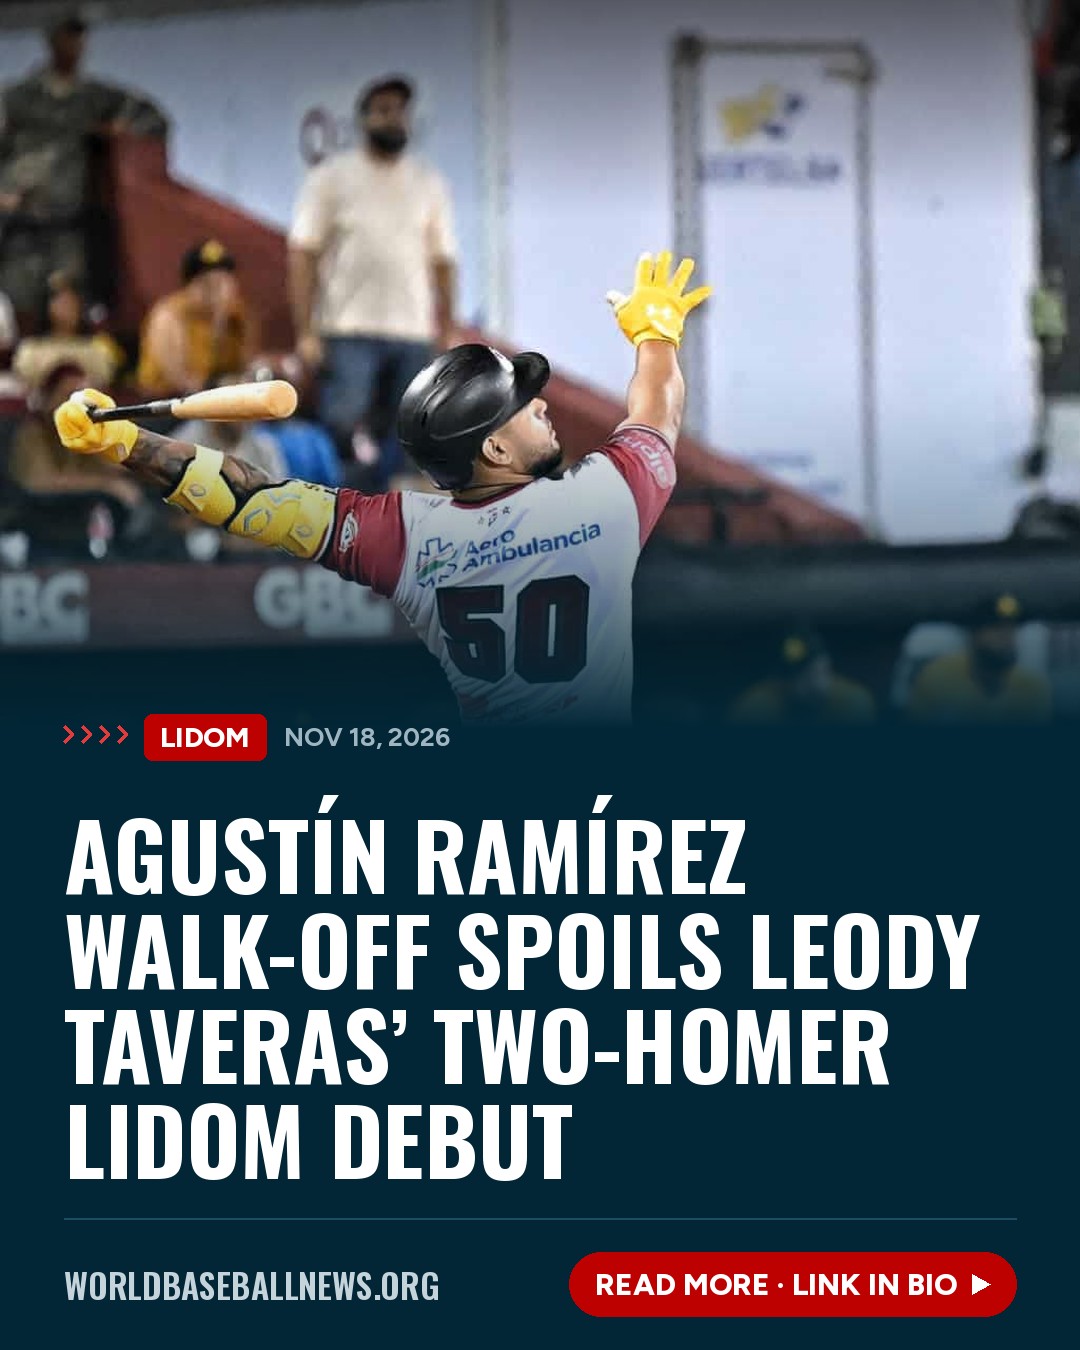 Aero
Ambulancia
50
GBC
LIDOM
NOV 18, 2026
AGUSTÍN RAMÍREZ
WALK-OFF SPOILS LEODY
TAVERAS’ TWO-HOMER
LIDOM DEBUT
WORLDBASEBALLNEWS.ORG
READ MORE · LINK IN BIO